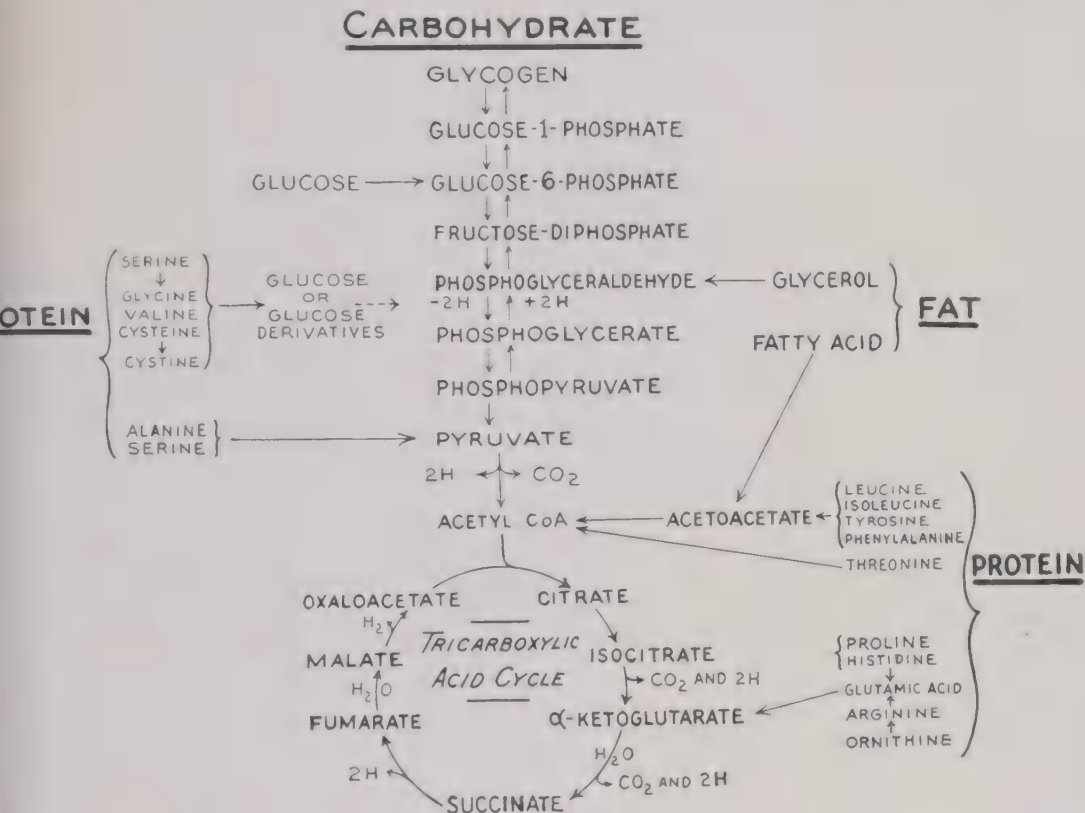 CARBOHYDRATE
GLYCOGEN
GLUCOSE-1-PHOSPHATE
GLUCOSE
GLUCOSE-6-PHOSPHATE
FRUCTOSE-DIPHOSPHATE
OTEIN
SERINE
GLYCINE
VALINE
CYSTEINE
CYSTINE
GLUCOSE
OR
GLUCOSE
DERIVATIVES
PHOSPHOGLYCERALDEHYDE
GLYCEROL
FAT
-2H +2H
PHOSPHOGLYCERATE
FATTY ACID
PHOSPHOPYRUVATE
ALANINE
SERINE
PYRUVATE
2H CO2
ACETYL CoA
ACETOACETATE
LEUCINE
ISOLEUCINE
TYROSINE
PHENYLALANINE
THREONINE
PROTEIN
OXALOACETATE
CITRATE
H2
TRICARBOXYLIC
ACID CYCLE
MALATE
ISOCITRATE
PROLINE
HISTIDINE
CO2 AND 2H
H2O
GLUTAMIC ACID
FUMARATE
α-KETOGLUTARATE
ARGININE
ORNITHINE
H2O
2H
CO2 AND 2H
SUCCINATE